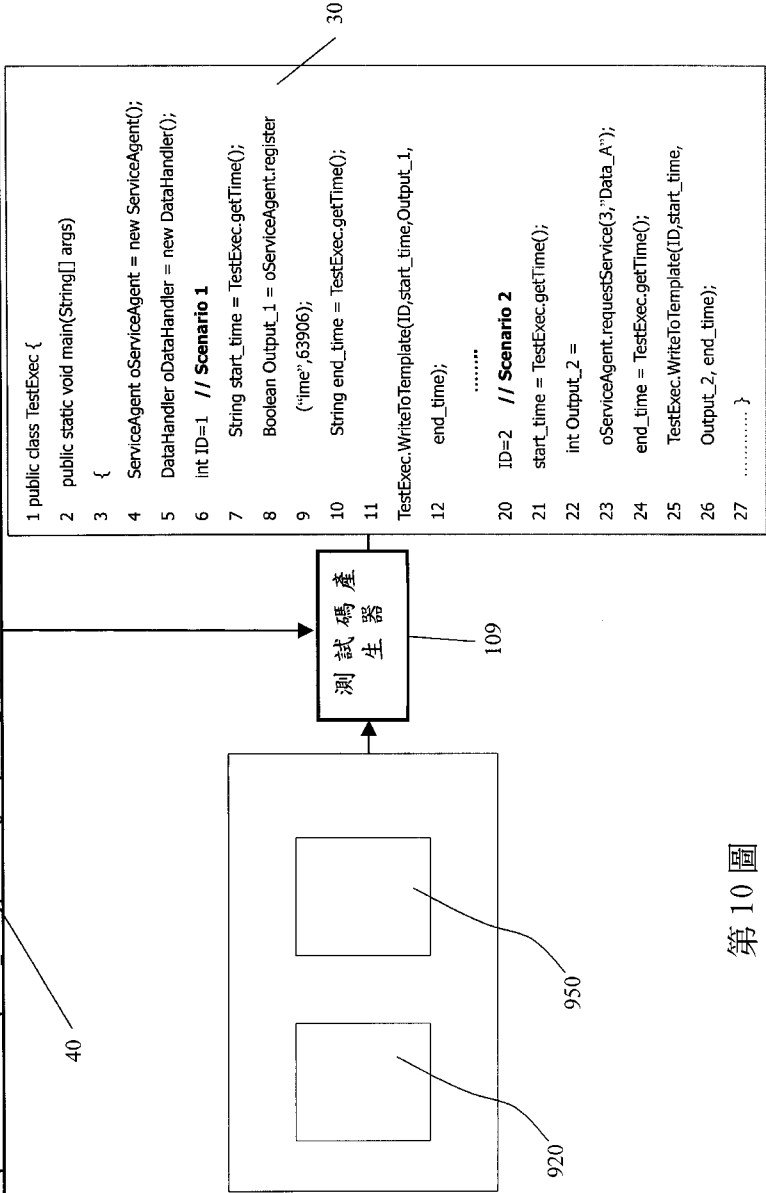 40
920
950
測試碼產
生器
109
30
1 public class TestExec {
2 public static void main(String[] args)
3 {
4 ServiceAgent oServiceAgent = new ServiceAgent();
5 DataHandler oDataHandler = new DataHandler();
6 int ID=1 // Scenario 1
7 String start_time = TestExec.getTime();
8 Boolean Output_1 = oServiceAgent.register
9 ("ime",63906);
10 String end_time = TestExec.getTime();
11
TestExec.WriteToTemplate(ID,start_time,Output_1,
12 end_time);
.........
20 ID=2 // Scenario 2
21 start_time = TestExec.getTime();
22 int Output_2 =
23 oServiceAgent.requestService(3,"Data_A");
24 end_time = TestExec.getTime();
25 TestExec.WriteToTemplate(ID,start_time,
26 Output_2, end_time);
27 ............. }
第 10 圖